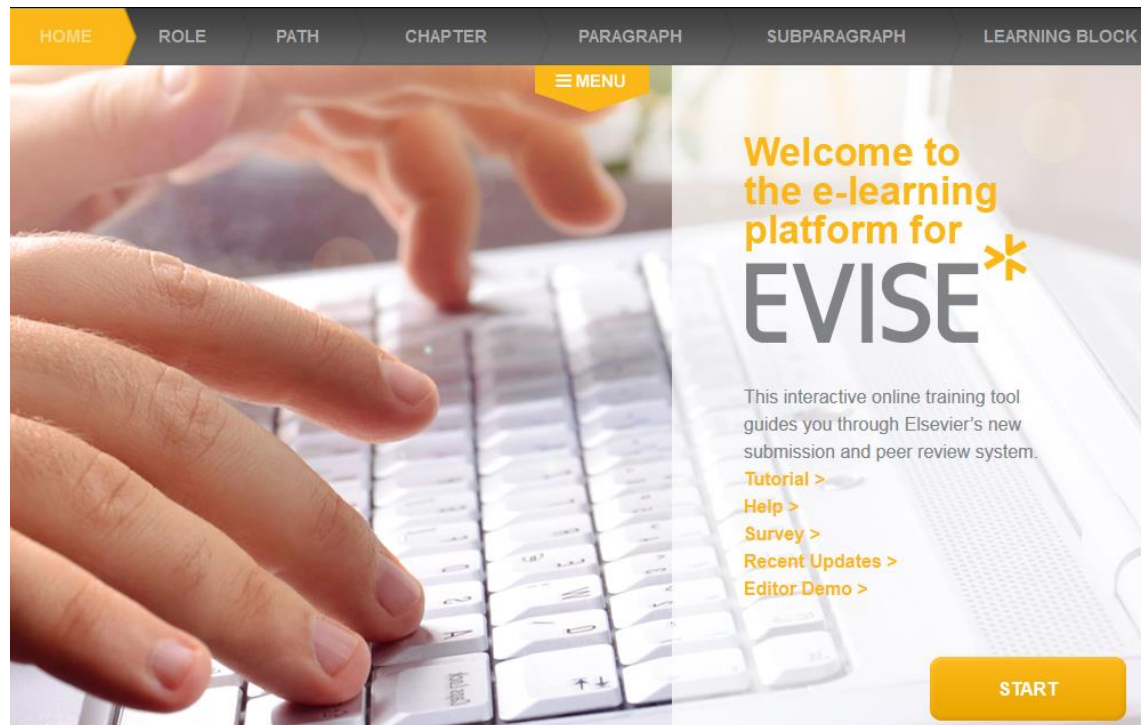 HOME ROLE PATH CHAPTER PARAGRAPH SUBPARAGRAPH LEARNING BLOCK
MENU
Welcome to
the e-learning
platform for
EVISE
This interactive online training tool
guides you through Elsevier's new
submission and peer review system.
Tutorial >
Help >
Survey >
Recent Updates >
Editor Demo >
START